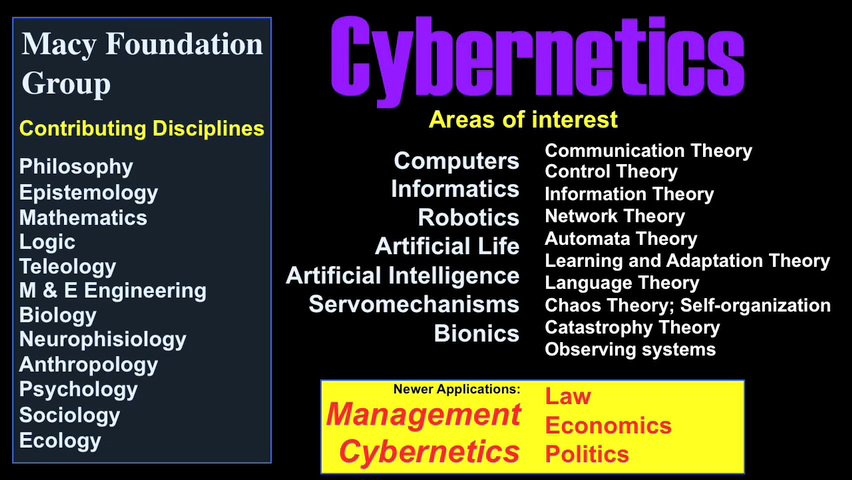 Macy Foundation
Group
Contributing Disciplines
Philosophy
Epistemology
Mathematics
Logic
Teleology
M & E Engineering
Biology
Neurophisiology
Anthropology
Psychology
Sociology
Ecology
Cybernetics
Areas of interest
Computers
Informatics
Robotics
Artificial Life
Artificial Intelligence
Servomechanisms
Bionics
Communication Theory
Control Theory
Information Theory
Network Theory
Automata Theory
Learning and Adaptation Theory
Language Theory
Chaos Theory; Self-organization
Catastrophy Theory
Observing systems
Newer Applications:
Management
Cybernetics
Law
Economics
Politics